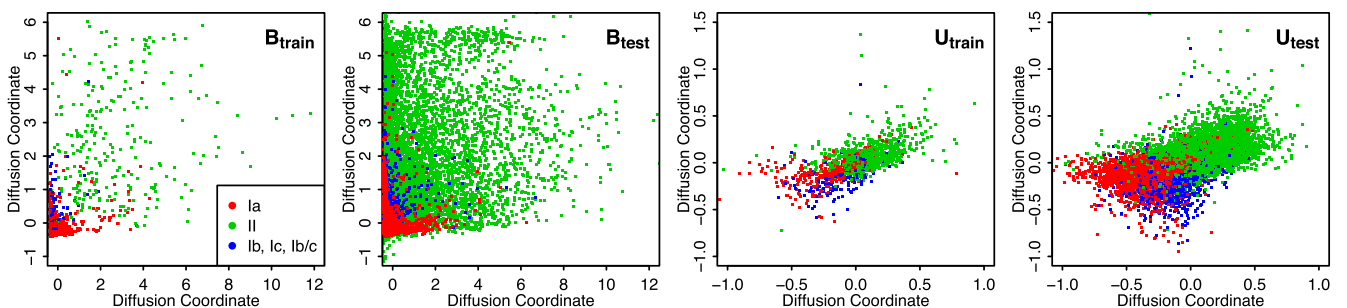 B_train
6
5
4
3
2
1
0
−1
Diffusion Coordinate
Ia
II
Ib, Ic, Ib/c
0 2 4 6 8 10 12
Diffusion Coordinate
B_test
6
5
4
3
2
1
0
−1
Diffusion Coordinate
0 2 4 6 8 10 12
Diffusion Coordinate
U_train
1.5
1.0
0.5
0.0
−0.5
−1.0
Diffusion Coordinate
−1.0 −0.5 0.0 0.5 1.0
Diffusion Coordinate
U_test
1.5
1.0
0.5
0.0
−0.5
−1.0
Diffusion Coordinate
−1.0 −0.5 0.0 0.5 1.0
Diffusion Coordinate